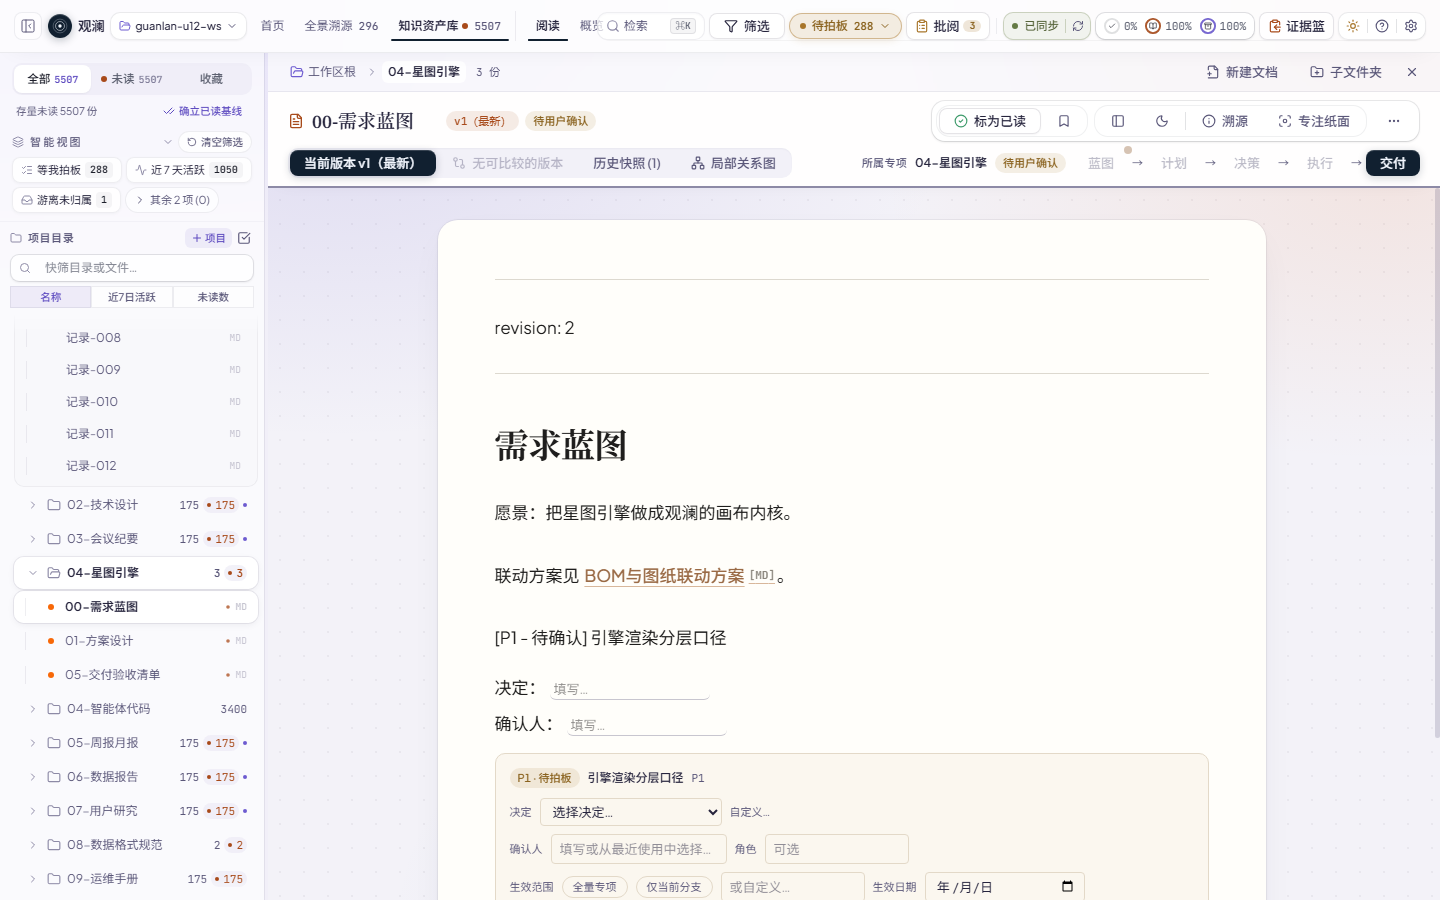 观澜 guanlan-u12-ws 首页 全景溯源 296 知识资产库 5507 阅读 概览 检索 ⌘K 筛选 待拍板 288 批阅 3 已同步 0% 100% 100% 证据篮
全部 5507 未读 5507 收藏
存量未读 5507 份 确立已读基线
智能视图 清空筛选
等我拍板 288 近 7 天活跃 1050
游离未归属 1 其余 2 项 (0)
项目目录 + 项目
快筛目录或文件...
名称 近7日活跃 未读数
记录-008 MD
记录-009 MD
记录-010 MD
记录-011 MD
记录-012 MD
02-技术设计 175 175
03-会议纪要 175 175
04-星图引擎 3 3
00-需求蓝图 MD
01-方案设计 MD
05-交付验收清单 MD
04-智能体代码 3400
05-周报月报 175 175
06-数据报告 175 175
07-用户研究 175 175
08-数据格式规范 2 2
09-运维手册 175 175
工作区根 04-星图引擎 3 份 新建文档 子文件夹
00-需求蓝图 v1（最新） 待用户确认 标为已读 溯源 专注纸面
当前版本 v1（最新） 无可比较的版本 历史快照 (1) 局部关系图 所属专项 04-星图引擎 待用户确认 蓝图 → 计划 → 决策 → 执行 → 交付
revision: 2
需求蓝图
愿景：把星图引擎做成观澜的画布内核。
联动方案见 BOM与图纸联动方案 [MD]。
[P1 - 待确认] 引擎渲染分层口径
决定： 填写...
确认人： 填写...
P1 · 待拍板 引擎渲染分层口径 P1
决定 选择决定... 自定义...
确认人 填写或从最近使用中选择... 角色 可选
生效范围 全量专项 仅当前分支 或自定义... 生效日期 年 /月/日